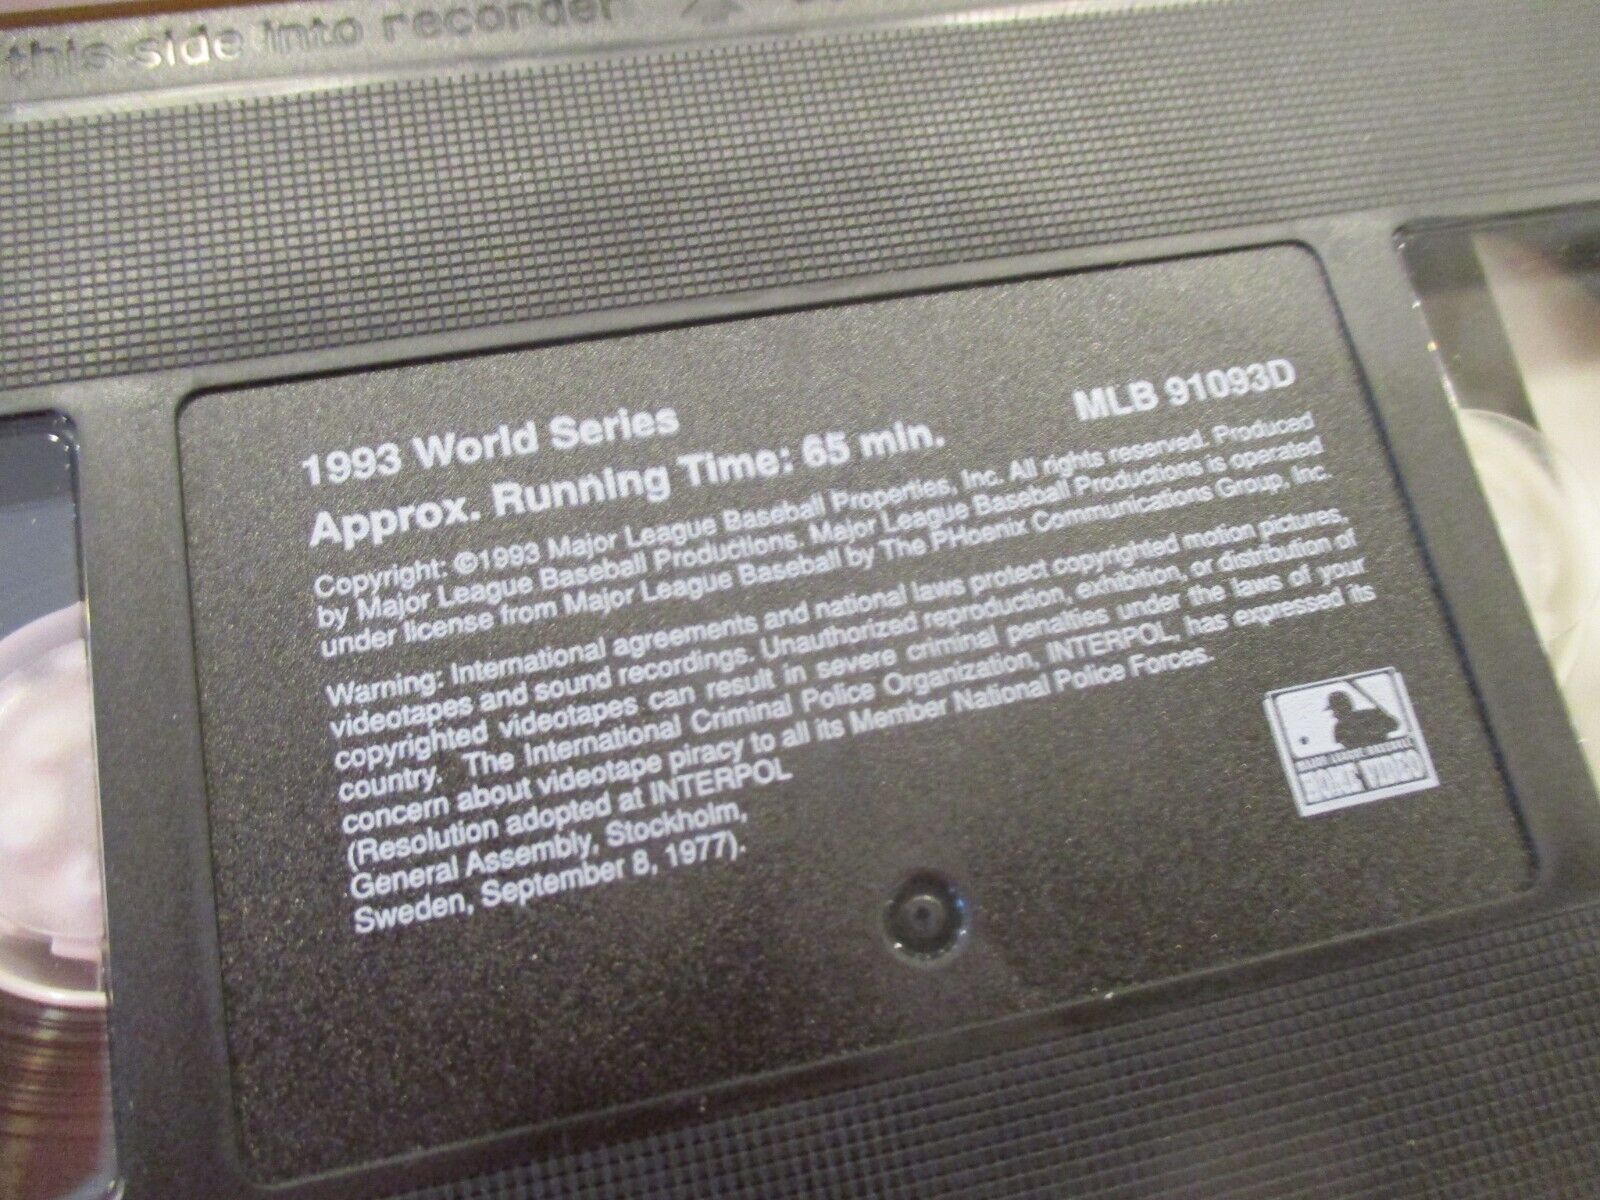 this side into recorder
1993 World Series
MLB 91093D
Approx. Running Time: 65 min.
Copyright: ©1993 Major League Baseball Properties, Inc. All rights reserved. Produced
by Major League Baseball Productions. Major League Baseball Productions is operated
under license from Major League Baseball by The PHoenix Communications Group, Inc.
Warning: International agreements and national laws protect copyrighted motion pictures,
videotapes and sound recordings. Unauthorized reproduction, exhibition, or distribution of
copyrighted videotapes can result in severe criminal penalties under the laws of your
country. The International Criminal Police Organization, INTERPOL, has expressed its
concern about videotape piracy to all its Member National Police Forces.
(Resolution adopted at INTERPOL
General Assembly, Stockholm,
Sweden, September 8, 1977).
MAJOR LEAGUE BASEBALL
HOME VIDEO